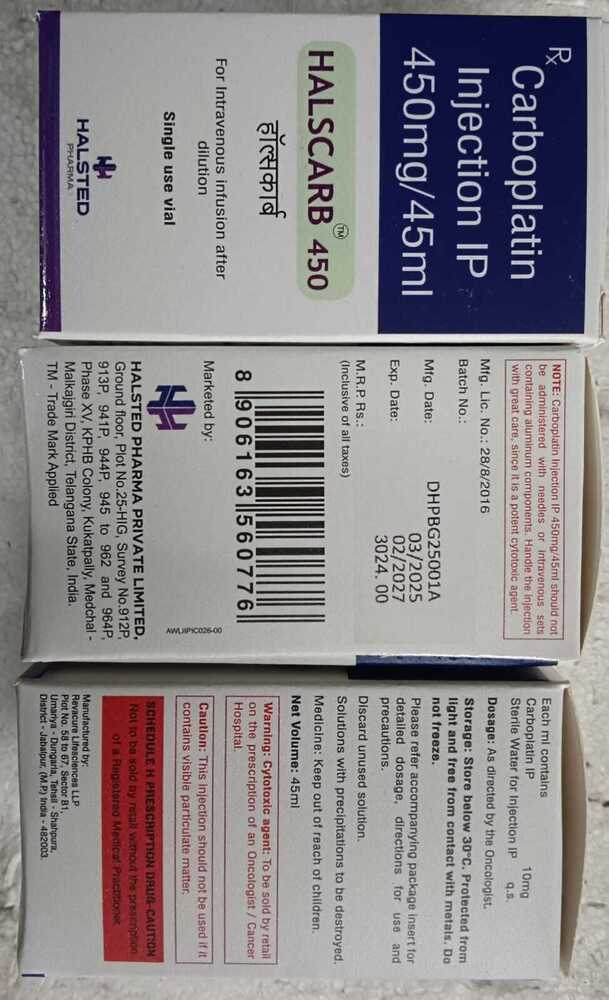 Rx
Carboplatin
Injection IP
450mg/45ml
HALSCARB™ 450
हॉल्सकार्ब
For Intravenous infusion after
dilution
Single use vial
HALSTED
PHARMA
NOTE: Carboplatin Injection IP 450mg/45ml should not
be administered with needles or intravenous sets
containing aluminum components. Handle the injection
with great care, since it is a potent cytotoxic agent.
Mfg. Lic. No.: 28/8/2016
Batch No.: DHPBG25001A
Mfg. Date: 03/2025
Exp. Date: 02/2027
M.R.P. Rs.: 3024.00
(Inclusive of all taxes)
8 906163 560776
AWLIIPIC026-00
Marketed by:
HALSTED PHARMA PRIVATE LIMITED,
Ground floor, Plot No.25-HIG, Survey No.912P,
913P, 941P, 944P, 945 to 962 and 964P,
Phase XV, KPHB Colony, Kukatpally, Medchal -
Malkajgiri District, Telangana State, India.
TM - Trade Mark Applied
Each ml contains
Carboplatin IP 10mg
Sterile Water for Injection IP q.s.
Dosage: As directed by the Oncologist.
Storage: Store below 30°C. Protected from
light and free from contact with metals. Do
not freeze.
Please refer accompanying package insert for
detailed dosage, directions for use and
precautions.
Discard unused solution.
Solutions with precipitations to be destroyed.
Medicine: Keep out of reach of children.
Net Volume: 45ml
Warning: Cytotoxic agent: To be sold by retail
on the prescription of an Oncologist / Cancer
Hospital.
Caution: This injection should not be used if it
contains visible particulate matter.
SCHEDULE H PRESCRIPTION DRUG-CAUTION
Not to be sold by retail without the prescription
of a Registered Medical Practitioner.
Manufactured by:
Revacure Lifesciences LLP
Plot No. 58 to 67, Sector B1,
Umariya - Dungaria, Tehsil - Shahpura,
District - Jabalpur, (M.P.) India - 482003.